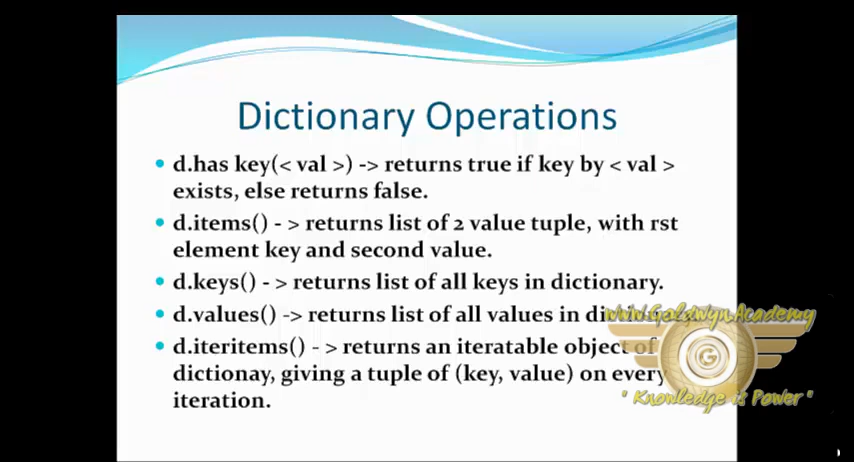 Dictionary Operations
d.has key(< val >) -> returns true if key by < val >
exists, else returns false.
d.items() - > returns list of 2 value tuple, with rst
element key and second value.
d.keys() - > returns list of all keys in dictionary.
d.values() -> returns list of all values in
d.iteritems() - > returns an iteratable object of
dictionay, giving a tuple of (key, value) on every
iteration.
www.Goldwyn.Academy
G
" Knowledge is Power "